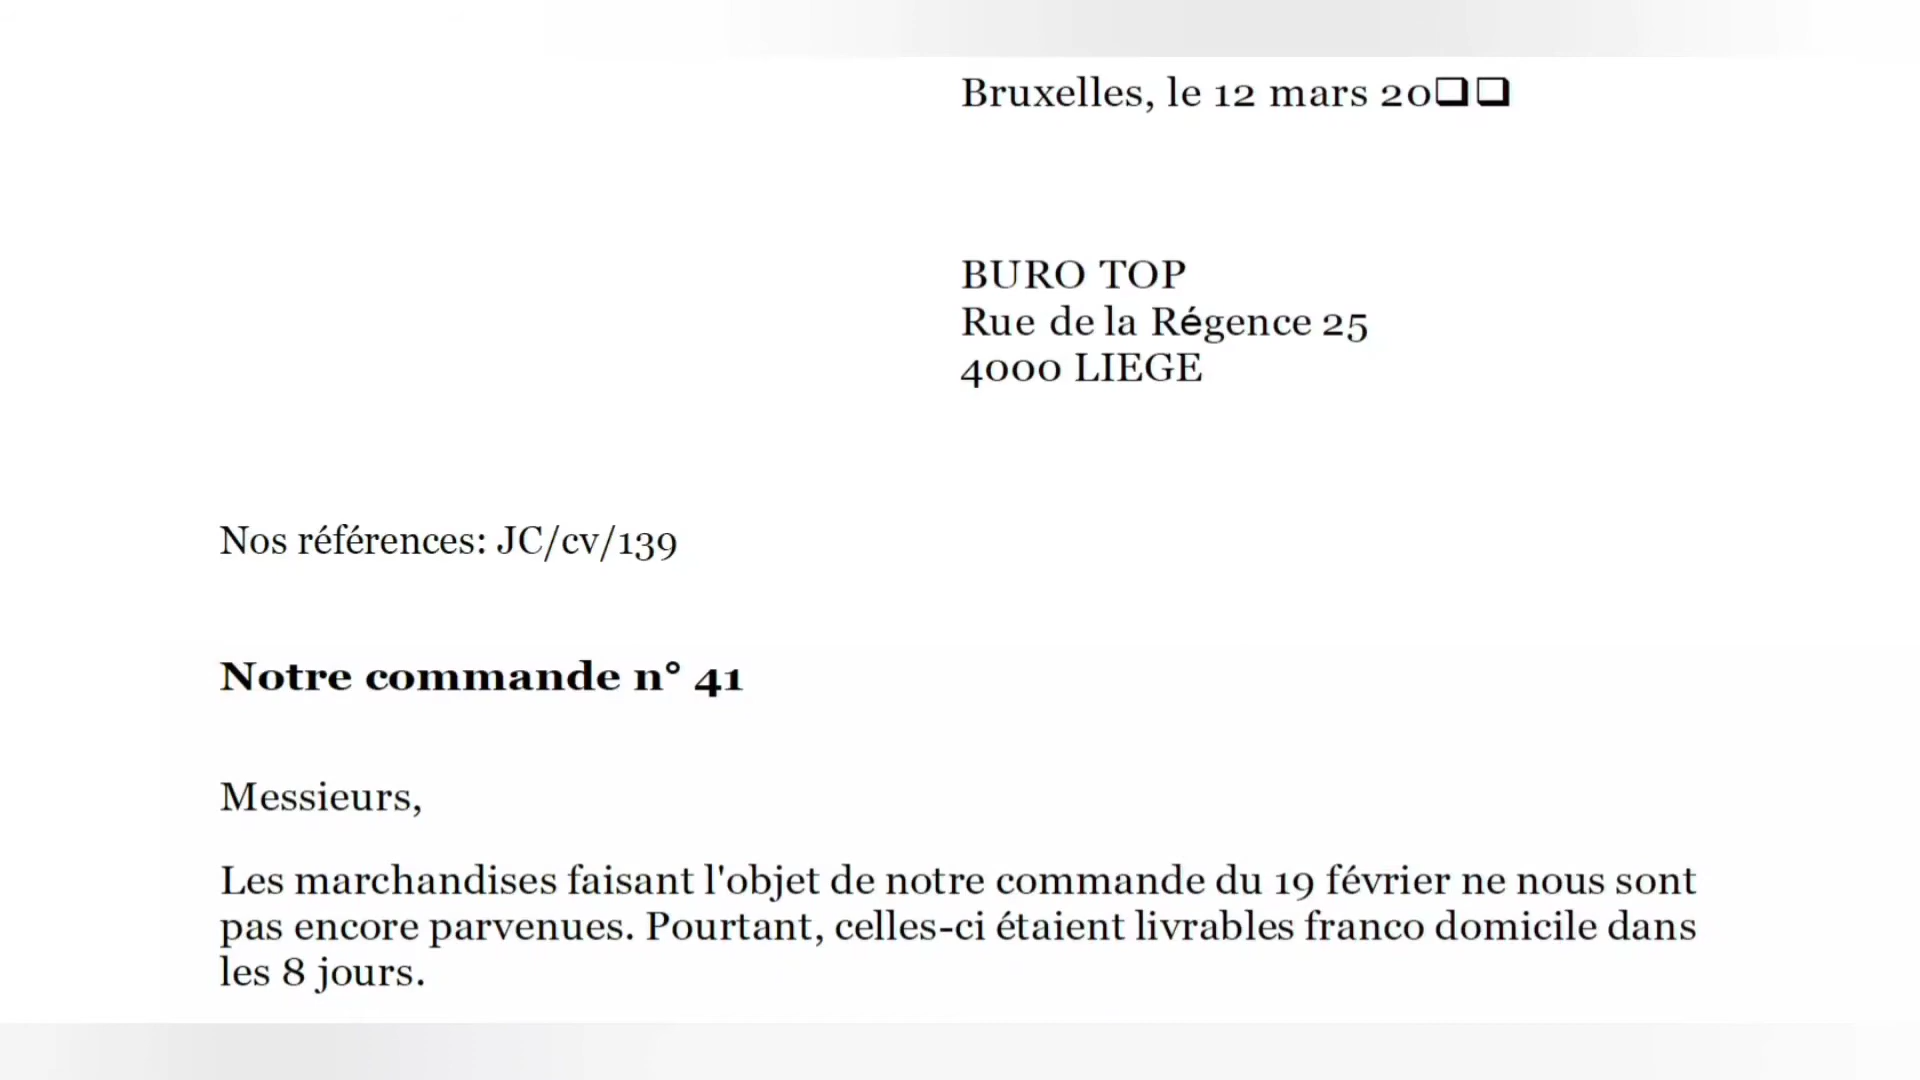 Bruxelles, le 12 mars 20❑❑
BURO TOP
Rue de la Régence 25
4000 LIEGE
Nos références: JC/cv/139
Notre commande n° 41
Messieurs,
Les marchandises faisant l'objet de notre commande du 19 février ne nous sont
pas encore parvenues. Pourtant, celles-ci étaient livrables franco domicile dans
les 8 jours.